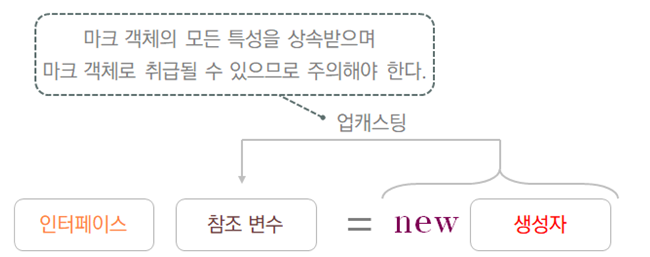 마크 객체의 모든 특성을 상속받으며
마크 객체로 취급될 수 있으므로 주의해야 한다.
업캐스팅
인터페이스 참조 변수 = new 생성자